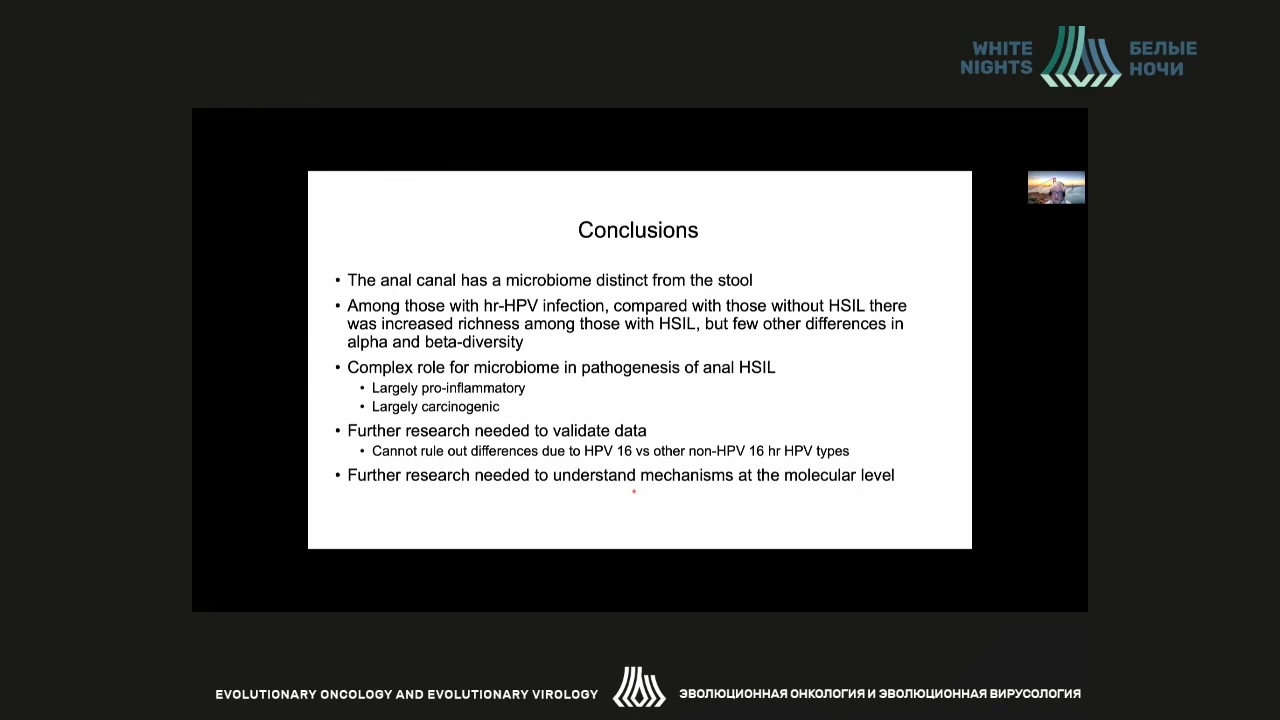 WHITE NIGHTS
БЕЛЫЕ НОЧИ
Conclusions
• The anal canal has a microbiome distinct from the stool
• Among those with hr-HPV infection, compared with those without HSIL there
was increased richness among those with HSIL, but few other differences in
alpha and beta-diversity
• Complex role for microbiome in pathogenesis of anal HSIL
• Largely pro-inflammatory
• Largely carcinogenic
• Further research needed to validate data
• Cannot rule out differences due to HPV 16 vs other non-HPV 16 hr HPV types
• Further research needed to understand mechanisms at the molecular level
EVOLUTIONARY ONCOLOGY AND EVOLUTIONARY VIROLOGY
ЭВОЛЮЦИОННАЯ ОНКОЛОГИЯ И ЭВОЛЮЦИОННАЯ ВИРУСОЛОГИЯ